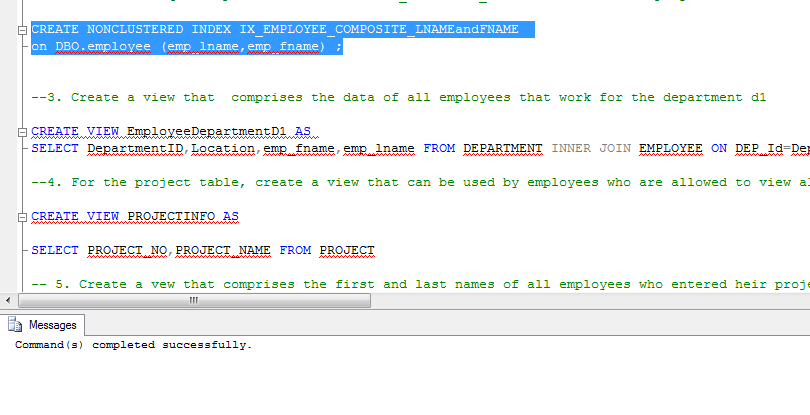 CREATE NONCLUSTERED INDEX IX_EMPLOYEE_COMPOSITE_LNAMEandFNAME
on DBO.employee (emp_lname,emp_fname) ;
--3. Create a view that  comprises the data of all employees that work for the department d1
CREATE VIEW EmployeeDepartmentD1 AS
SELECT DepartmentID,Location,emp_fname,emp_lname FROM DEPARTMENT INNER JOIN EMPLOYEE ON DEP_Id=Dep
--4. For the project table, create a view that can be used by employees who are allowed to view al
CREATE VIEW PROJECTINFO AS
SELECT PROJECT_NO,PROJECT_NAME FROM PROJECT
-- 5. Create a vew that comprises the first and last names of all employees who entered heir proje
Messages
Command(s) completed successfully.